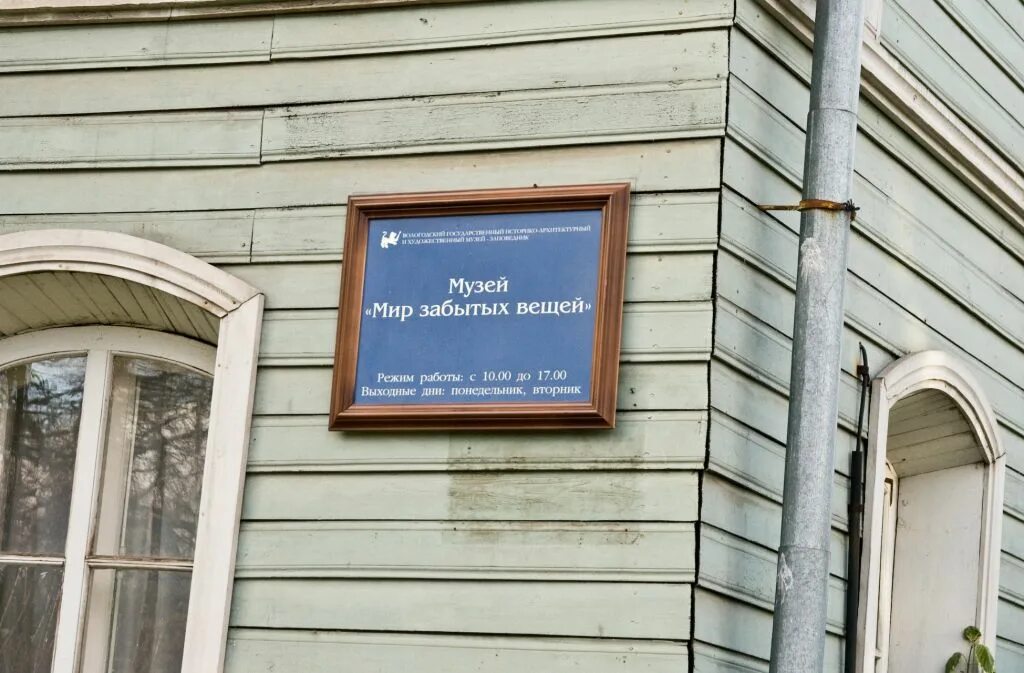 ВОЛОГОДСКИЙ ГОСУДАРСТВЕННЫЙ ИСТОРИКО-АРХИТЕКТУРНЫЙ
И ХУДОЖЕСТВЕННЫЙ МУЗЕЙ - ЗАПОВЕДНИК
Музей
«Мир забытых вещей»
Режим работы: с 10.00 до 17.00
Выходные дни: понедельник, вторник